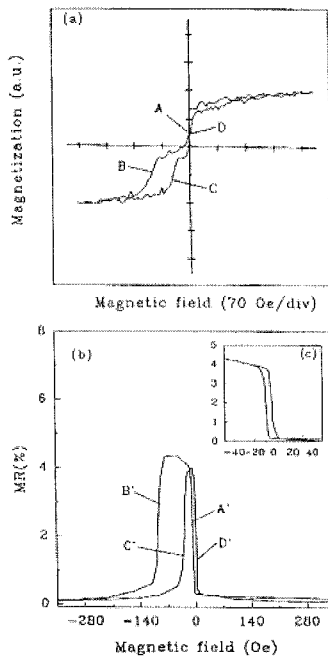 (a)
Magnetization (a.u.)
A
D
B
C
Magnetic field (70 Oe/div)
8
(b)
(c)
5
4
3
2
1
0
-40
-20
0
20
40
6
MR(%)
4
B'
A'
C'
D'
2
0
-280
-140
0
140
280
Magnetic field (Oe)